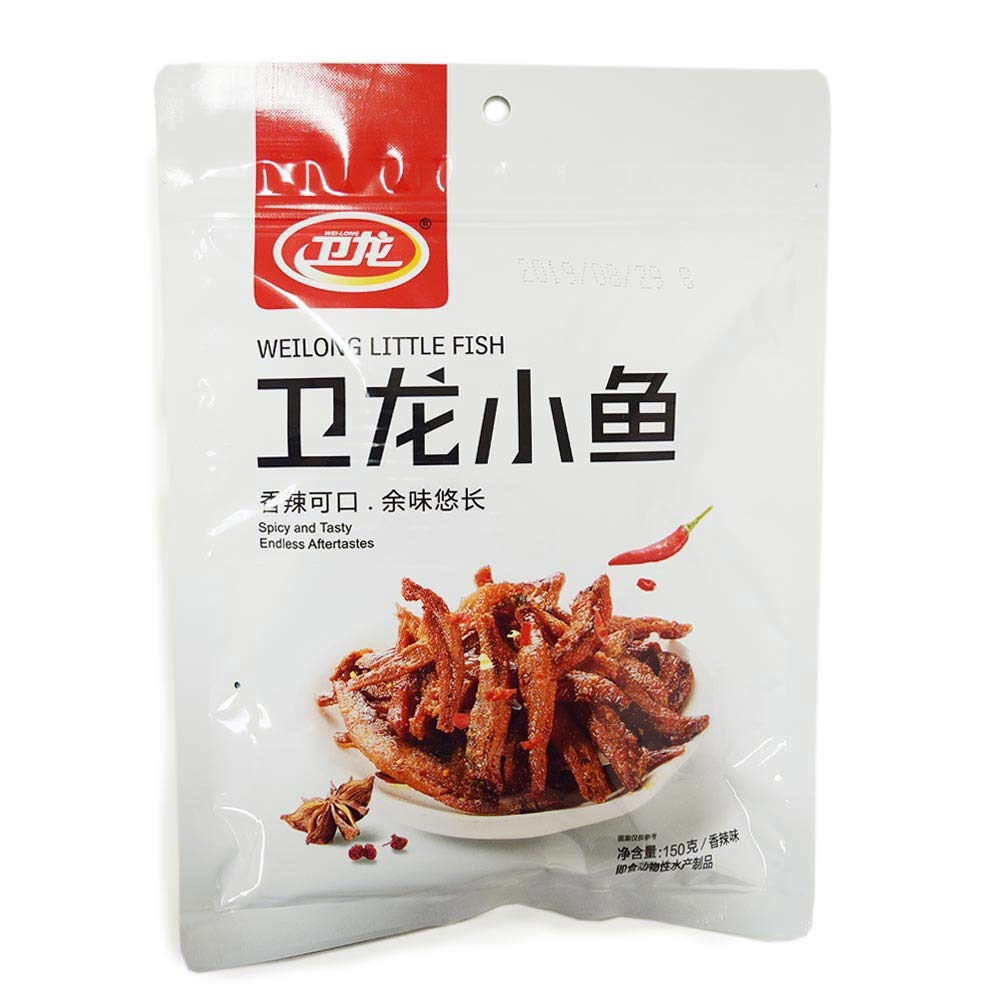 WEI-LONG
卫龙®
2019/08/29 8
WEILONG LITTLE FISH
卫龙小鱼
香辣可口.余味悠长
Spicy and Tasty
Endless Aftertastes
图案仅供参考
净含量:150克/香辣味
即食动物性水产制品